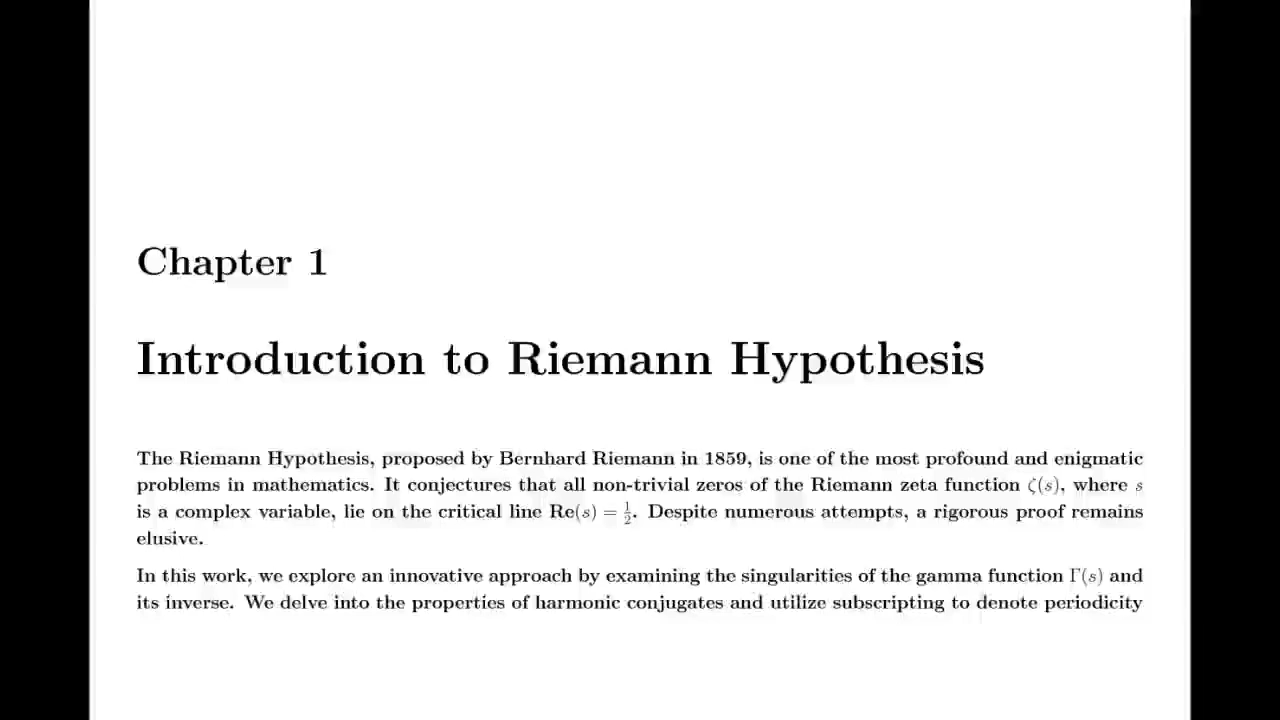 Chapter 1
Introduction to Riemann Hypothesis
The Riemann Hypothesis, proposed by Bernhard Riemann in 1859, is one of the most profound and enigmatic
problems in mathematics. It conjectures that all non-trivial zeros of the Riemann zeta function ζ(s), where s
is a complex variable, lie on the critical line Re(s) = 1/2. Despite numerous attempts, a rigorous proof remains
elusive.
In this work, we explore an innovative approach by examining the singularities of the gamma function Γ(s) and
its inverse. We delve into the properties of harmonic conjugates and utilize subscripting to denote periodicity